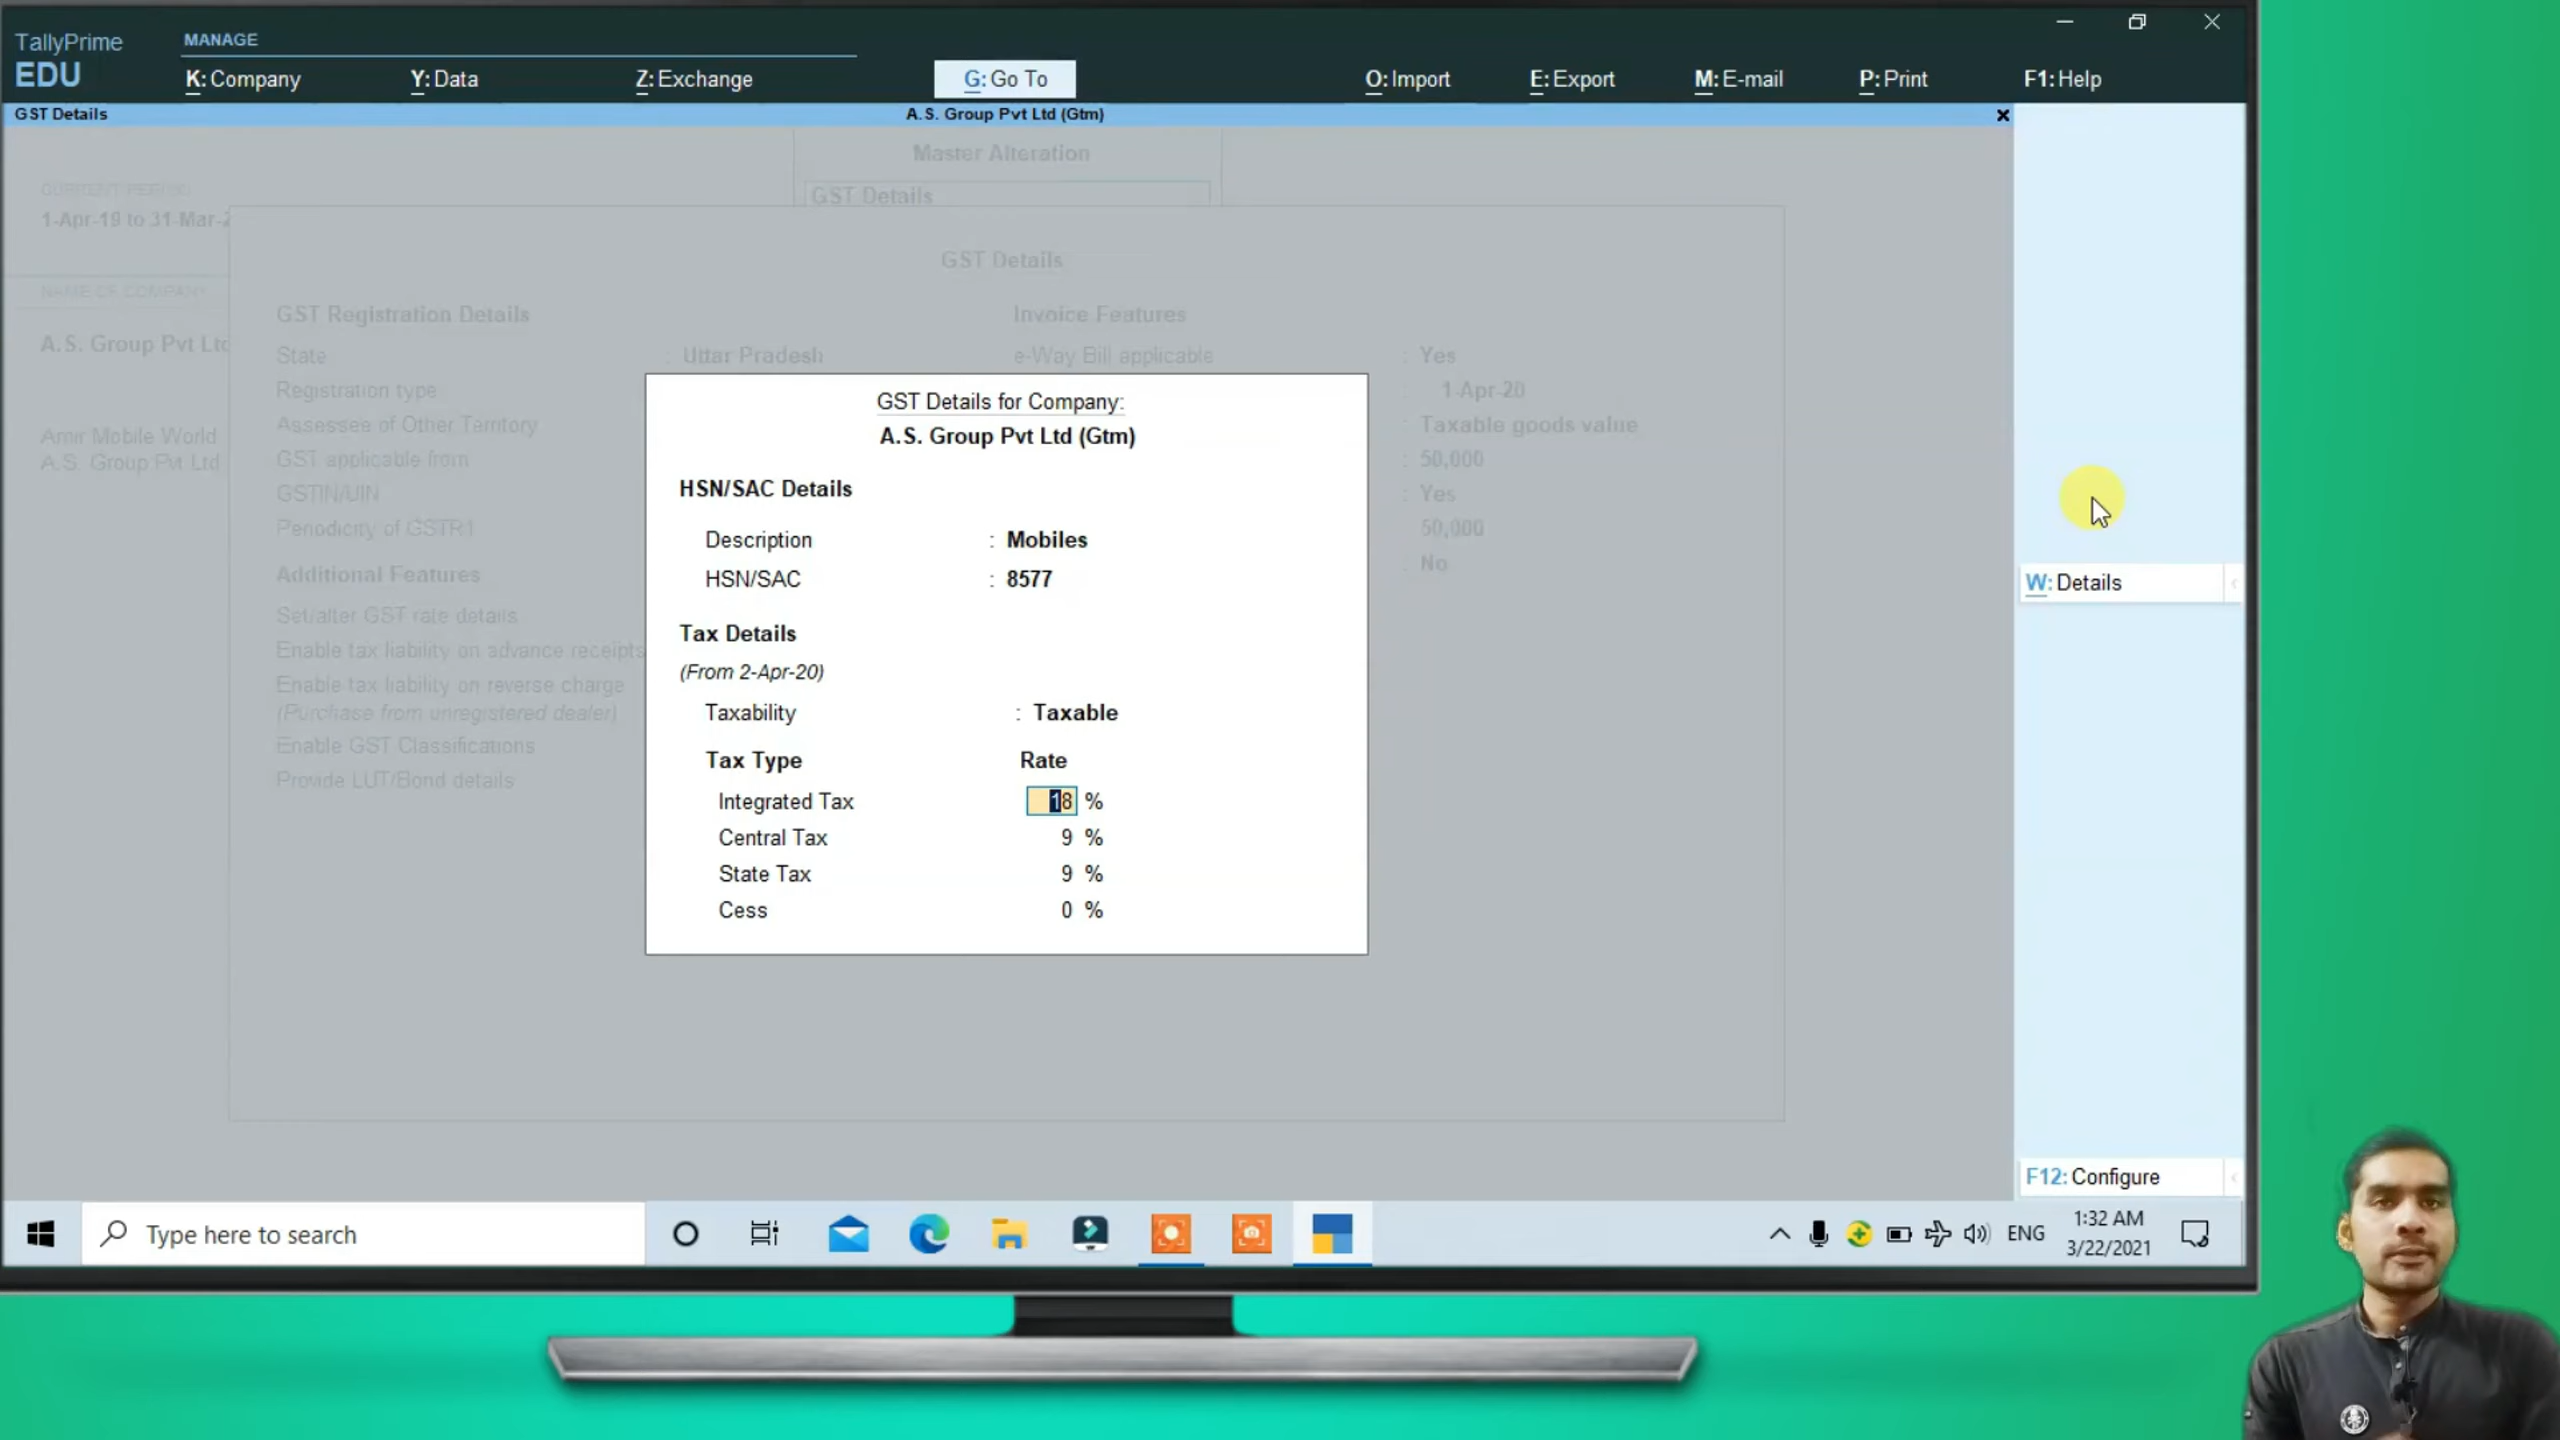 TallyPrime
EDU
MANAGE
K: Company
Y: Data
Z: Exchange
G: Go To
O: Import
E: Export
M: E-mail
P: Print
F1: Help
GST Details
A.S. Group Pvt Ltd (Gtm)
Master Alteration
GST Details
CURRENT PERIOD
1-Apr-19 to 31-Mar-2
NAME OF COMPANY
A.S. Group Pvt Ltd
Amir Mobile World
A.S. Group Pvt Ltd
GST Details
GST Registration Details
State : Uttar Pradesh
Registration type
Assessee of Other Territory
GST applicable from
GSTIN/UIN
Periodicity of GSTR1
Additional Features
Set/alter GST rate details
Enable tax liability on advance receipts
Enable tax liability on reverse charge
(Purchase from unregistered dealer)
Enable GST Classifications
Provide LUT/Bond details
Invoice Features
e-Way Bill applicable : Yes
: 1-Apr-20
: Taxable goods value
: 50,000
: Yes
50,000
: No
GST Details for Company:
A.S. Group Pvt Ltd (Gtm)
HSN/SAC Details
Description : Mobiles
HSN/SAC : 8577
Tax Details
(From 2-Apr-20)
Taxability : Taxable
Tax Type Rate
Integrated Tax 18 %
Central Tax 9 %
State Tax 9 %
Cess 0 %
W: Details
F12: Configure
Type here to search
ENG
1:32 AM
3/22/2021